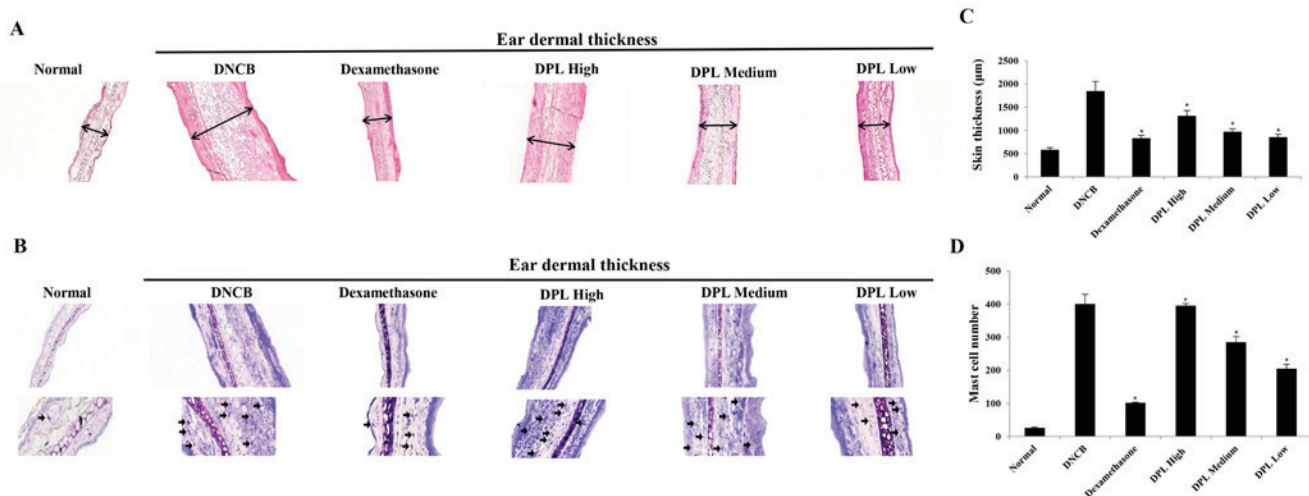 A
Ear dermal thickness
Normal
DNCB
Dexamethasone
DPL High
DPL Medium
DPL Low
B
Ear dermal thickness
Normal
DNCB
Dexamethasone
DPL High
DPL Medium
DPL Low
C
Skin thickness (μm)
2500
2000
1500
1000
500
0
*
*
*
*
Normal
DNCB
Dexamethasone
DPL High
DPL Medium
DPL Low
D
Mast cell number
500
400
300
200
100
0
*
*
*
*
Normal
DNCB
Dexamethasone
DPL High
DPL Medium
DPL Low